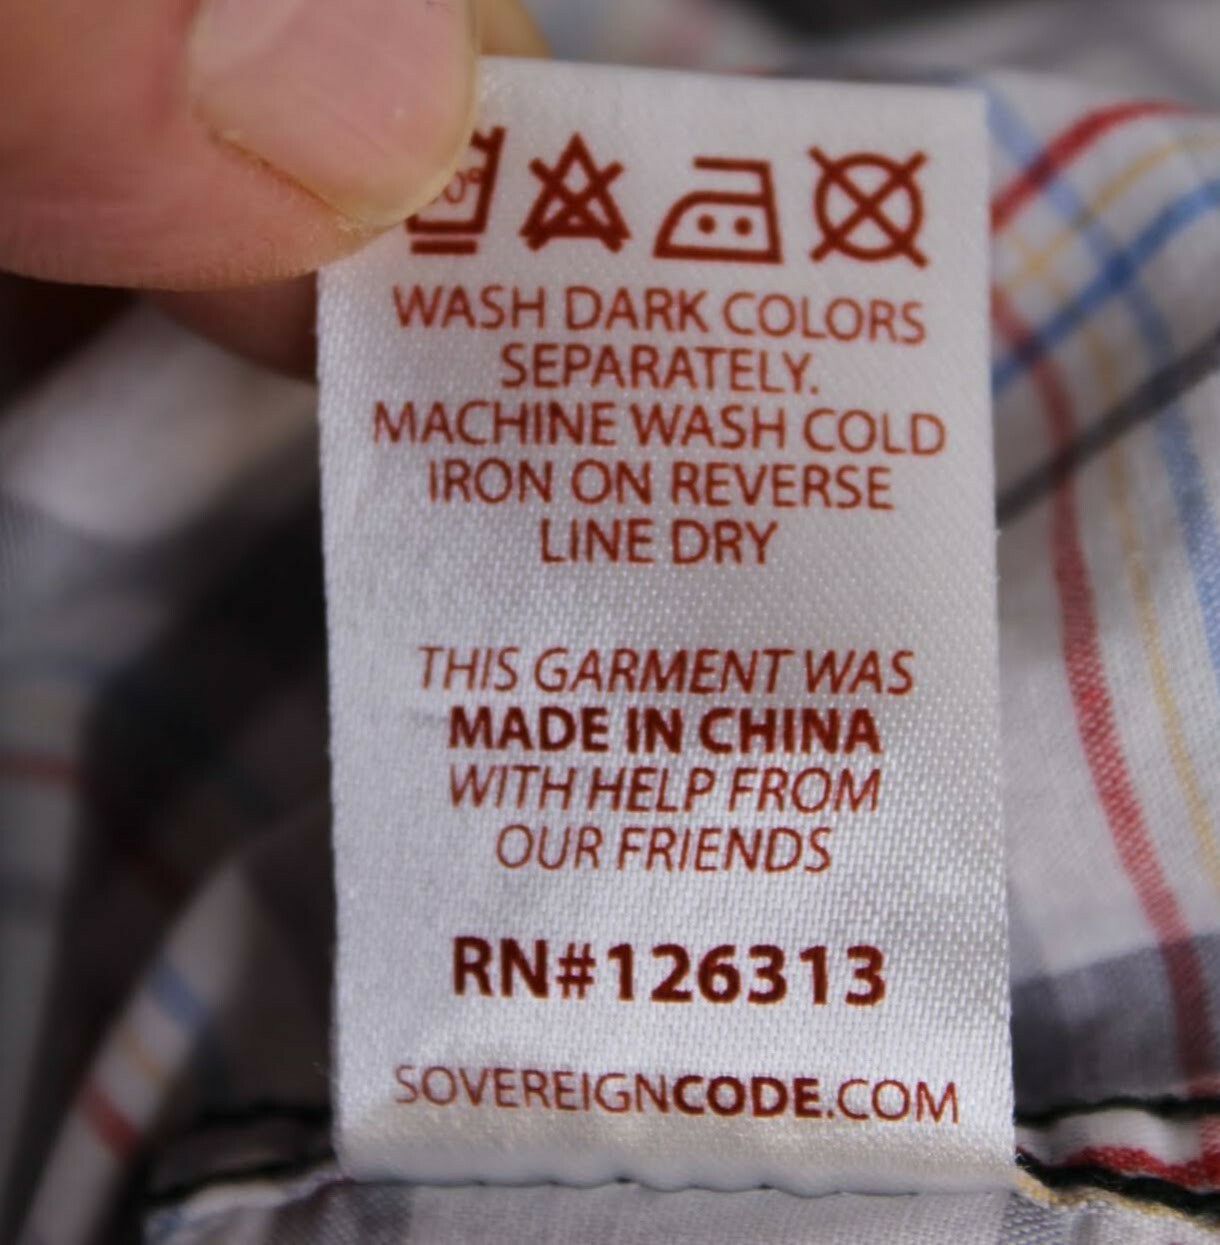 WASH DARK COLORS
SEPARATELY.
MACHINE WASH COLD
IRON ON REVERSE
LINE DRY
THIS GARMENT WAS
MADE IN CHINA
WITH HELP FROM
OUR FRIENDS
RN#126313
SOVEREIGNCODE.COM